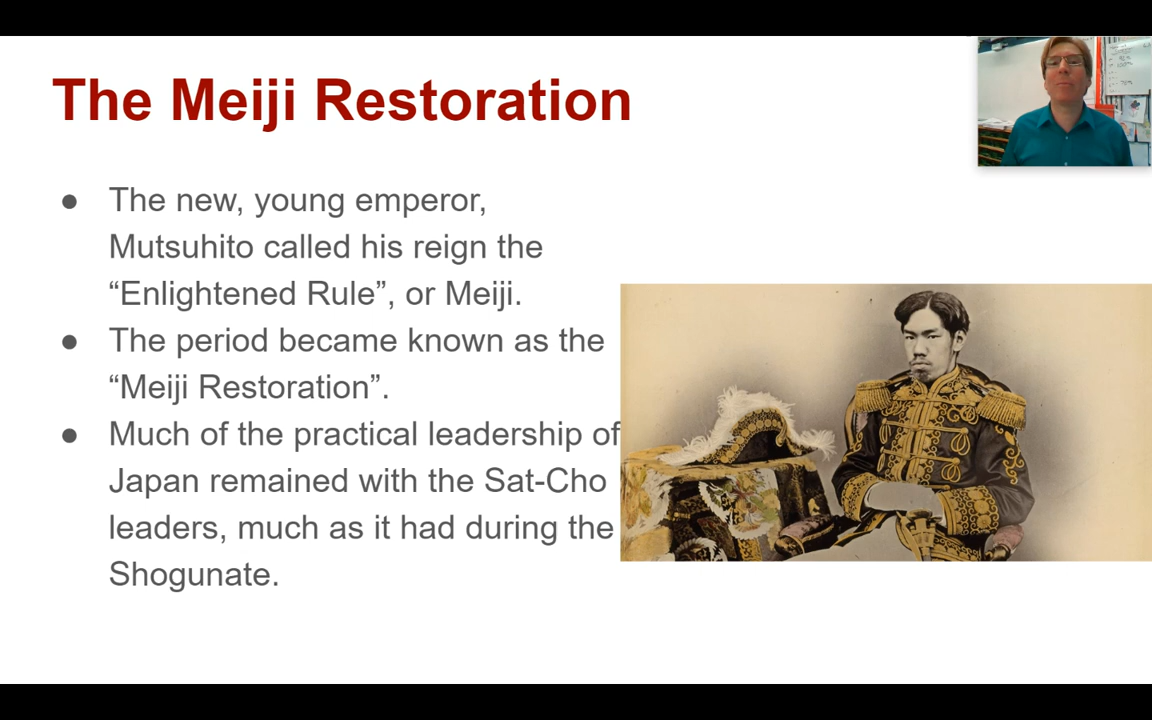 The Meiji Restoration
● The new, young emperor,
Mutsuhito called his reign the
“Enlightened Rule”, or Meiji.
● The period became known as the
“Meiji Restoration”.
● Much of the practical leadership of
Japan remained with the Sat-Cho
leaders, much as it had during the
Shogunate.